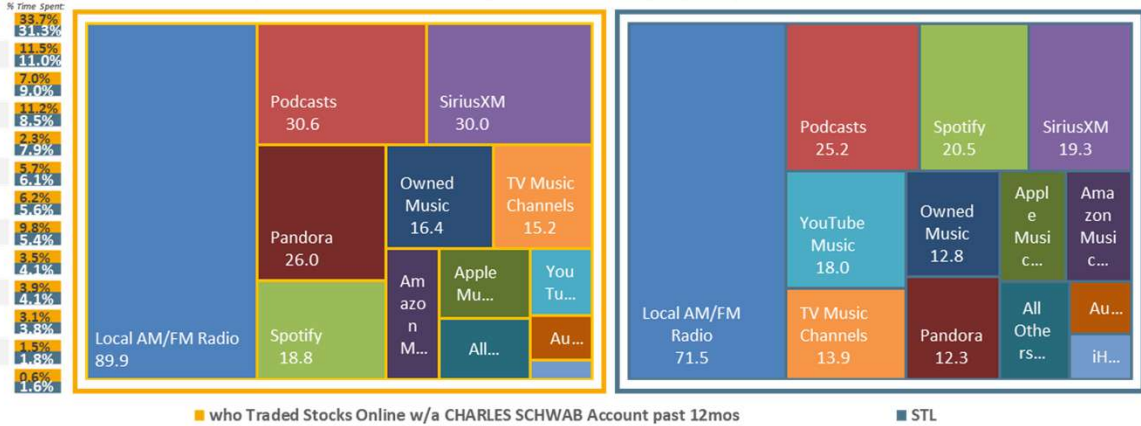 % Time Spent:
33.7%
31.3%
11.5%
11.0%
7.0%
9.0%
11.2%
8.5%
2.3%
7.9%
5.7%
6.1%
6.2%
5.6%
9.8%
5.4%
3.5%
4.1%
3.9%
4.1%
3.1%
3.8%
1.5%
1.8%
0.6%
1.6%
Local AM/FM Radio
89.9
Podcasts
30.6
SiriusXM
30.0
Pandora
26.0
Owned
Music
16.4
TV Music
Channels
15.2
Spotify
18.8
Am
azo
n
M...
Apple
Mu...
You
Tu...
All...
Au...
Local AM/FM
Radio
71.5
Podcasts
25.2
Spotify
20.5
SiriusXM
19.3
YouTube
Music
18.0
Owned
Music
12.8
Appl
e
Musi
c...
Ama
zon
Musi
c...
TV Music
Channels
13.9
Pandora
12.3
All
Othe
rs...
Au...
iH...
who Traded Stocks Online w/a CHARLES SCHWAB Account past 12mos
STL